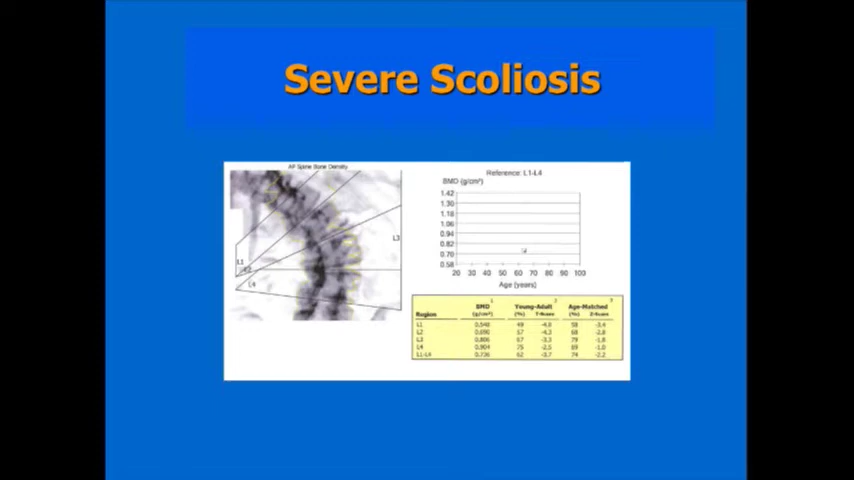 Severe Scoliosis
AP Spine Bone Density
Reference: L1-L4
BMD (g/cm²)
1.42
1.30
1.18
1.06
0.94
0.82
0.70
0.58
20 30 40 50 60 70 80 90 100
Age (years)
L1
L2
L3
L4
1 2 3
BMD Young-Adult Age-Matched
Region (g/cm²) (%) T-Score (%) Z-Score
L1 0.548 49 -4.8 58 -3.4
L2 0.690 57 -4.3 68 -2.8
L3 0.806 67 -3.3 79 -1.8
L4 0.904 75 -2.5 89 -1.0
L1-L4 0.736 62 -3.7 74 -2.2